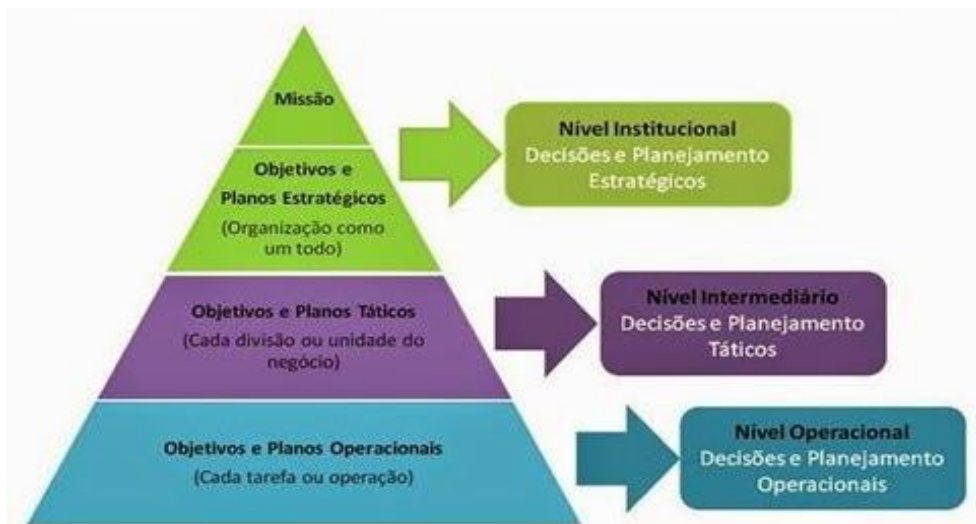 Missão
Objetivos e
Planos Estratégicos
(Organização como
um todo)
Nível Institucional
Decisões e Planejamento
Estratégicos
Objetivos e Planos Táticos
(Cada divisão ou unidade do
negócio)
Nível Intermediário
Decisões e Planejamento
Táticos
Objetivos e Planos Operacionais
(Cada tarefa ou operação)
Nível Operacional
Decisões e Planejamento
Operacionais